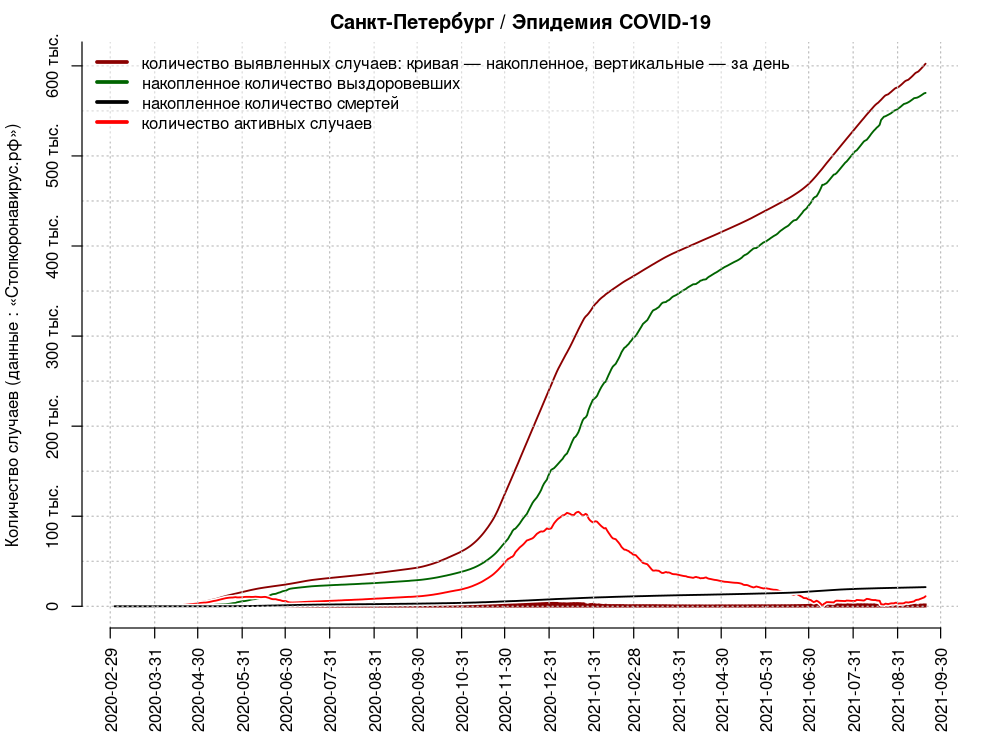 Санкт-Петербург / Эпидемия COVID-19
количество выявленных случаев: кривая — накопленное, вертикальные — за день
накопленное количество выздоровевших
накопленное количество смертей
количество активных случаев
Количество случаев (данные : «Стопкоронавирус.рф»)
600 тыс.
500 тыс.
400 тыс.
300 тыс.
200 тыс.
100 тыс.
0
2020-02-29
2020-03-31
2020-04-30
2020-05-31
2020-06-30
2020-07-31
2020-08-31
2020-09-30
2020-10-31
2020-11-30
2020-12-31
2021-01-31
2021-02-28
2021-03-31
2021-04-30
2021-05-31
2021-06-30
2021-07-31
2021-08-31
2021-09-30